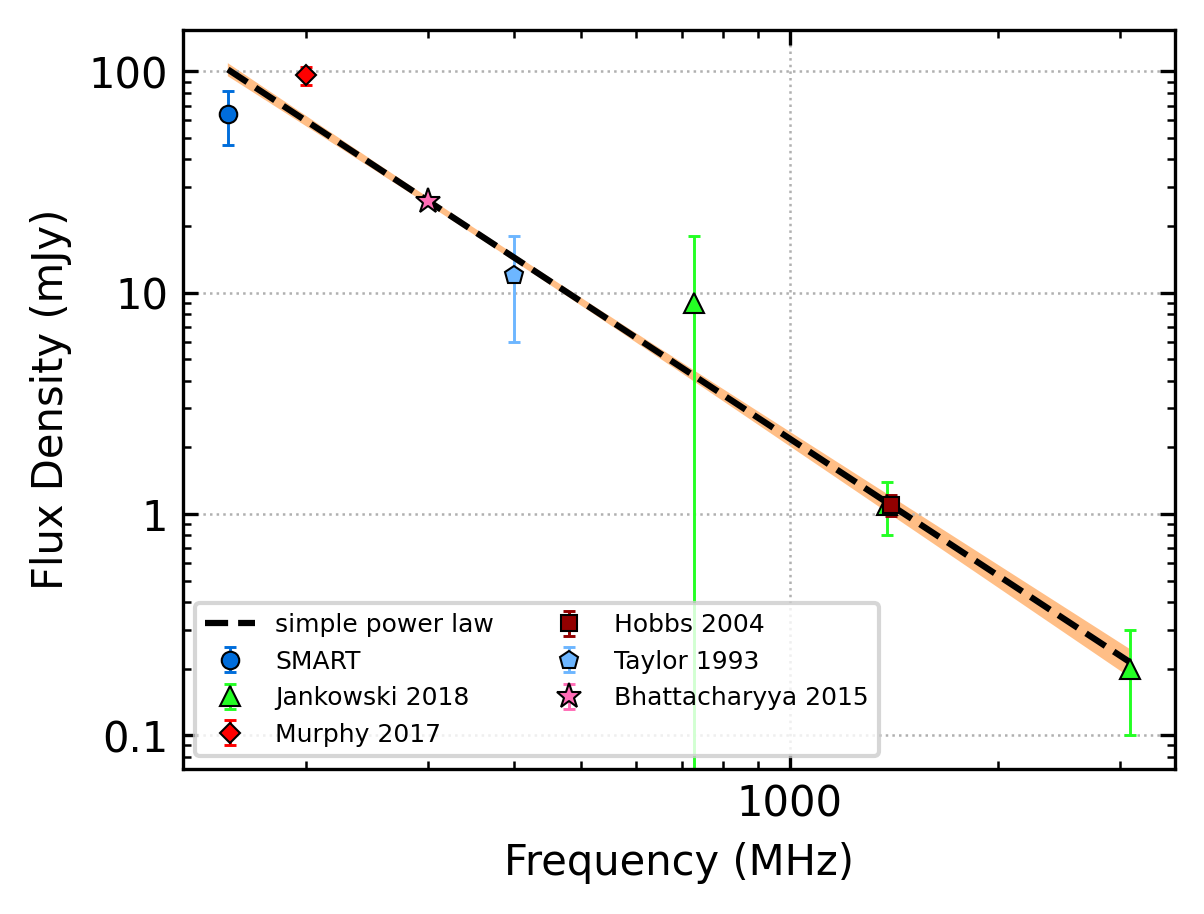 100
10
1
0.1
Flux Density (mJy)
simple power law
SMART
Jankowski 2018
Murphy 2017
Hobbs 2004
Taylor 1993
Bhattacharyya 2015
1000
Frequency (MHz)